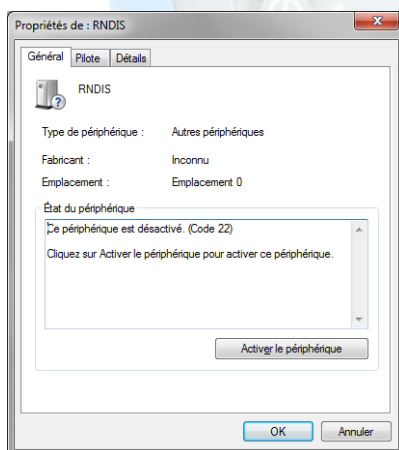 Propriétés de : RNDIS
Général Pilote Détails
RNDIS
Type de périphérique : Autres périphériques
Fabricant : Inconnu
Emplacement : Emplacement 0
État du périphérique
Ce périphérique est désactivé. (Code 22)
Cliquez sur Activer le périphérique pour activer ce périphérique.
Activer le périphérique
OK Annuler